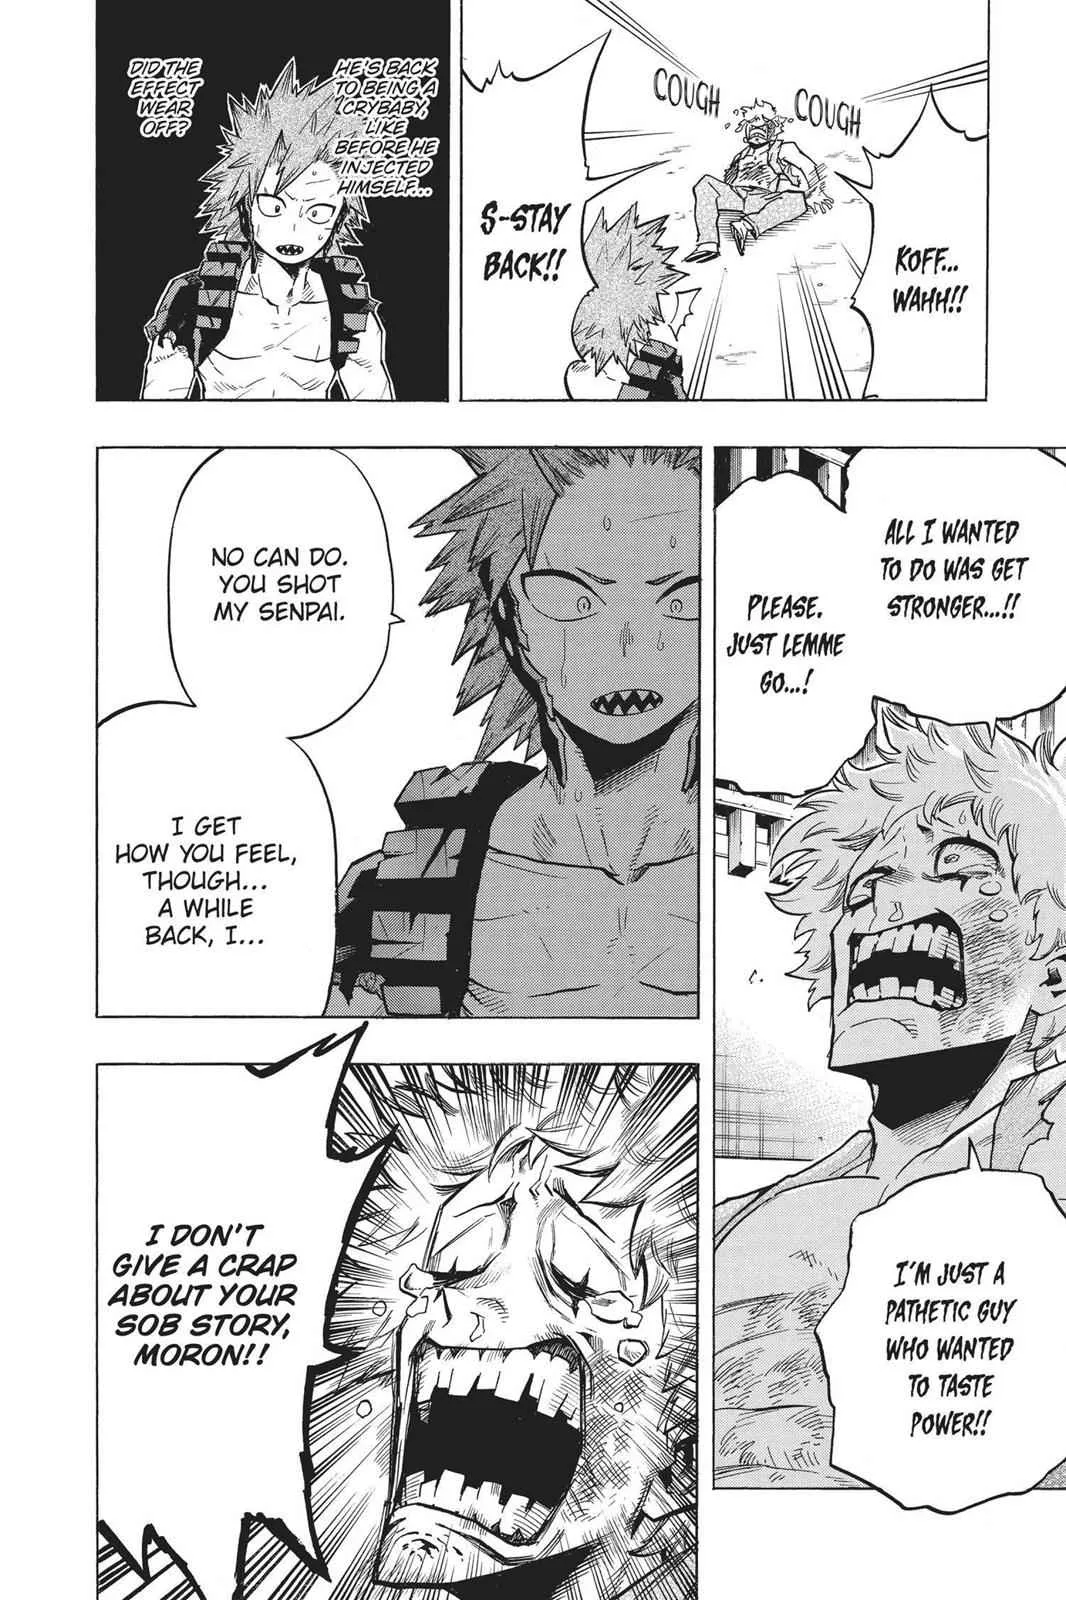 COUGH
COUGH
KOFF...
WAHH!!
S-STAY
BACK!!
HE'S BACK
TO BEING A
CRYBABY,
LIKE
BEFORE HE
INJECTED
HIMSELF...
DID THE
EFFECT
WEAR
OFF?
ALL I WANTED
TO DO WAS GET
STRONGER...!!
PLEASE.
JUST LEMME
GO...!
I'M JUST A
PATHETIC GUY
WHO WANTED
TO TASTE
POWER!!
NO CAN DO.
YOU SHOT
MY SENPAI.
I GET
HOW YOU FEEL,
THOUGH...
A WHILE
BACK, I...
I DON'T
GIVE A CRAP
ABOUT YOUR
SOB STORY,
MORON!!